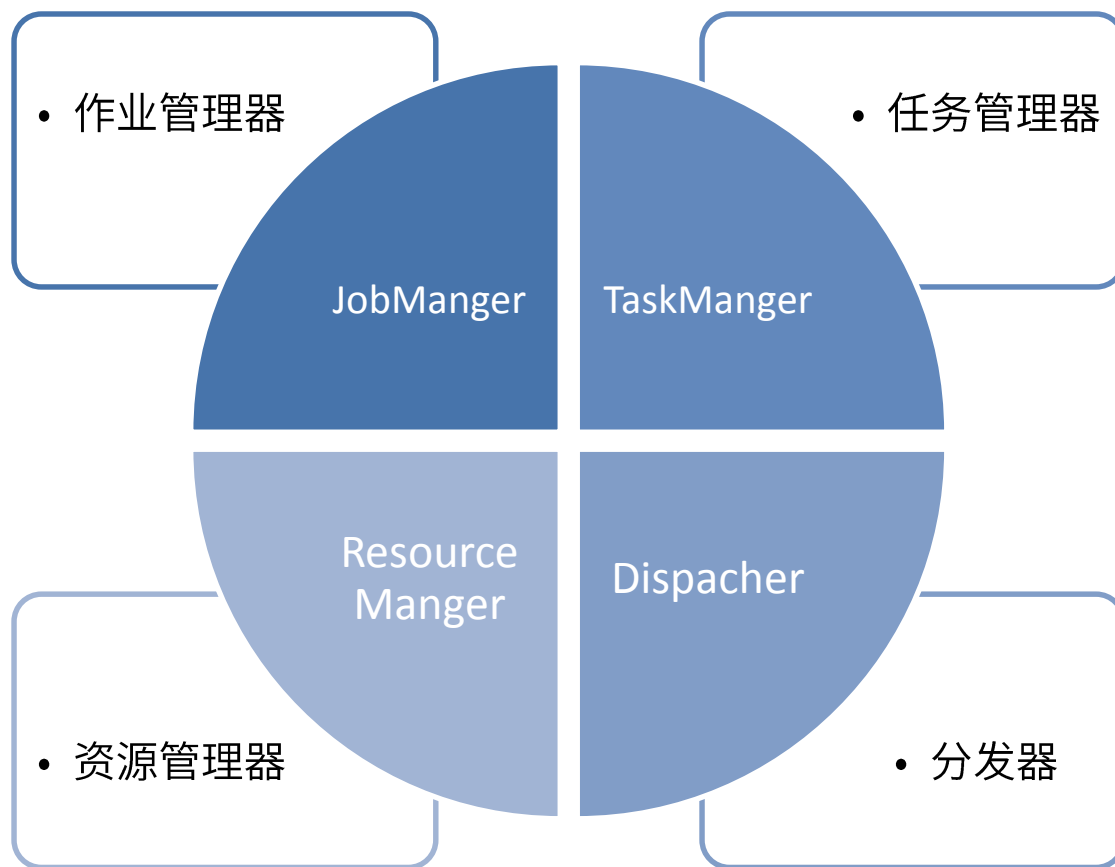 • 作业管理器
• 任务管理器
JobManger
TaskManger
Resource
Manger
Dispacher
• 资源管理器
• 分发器